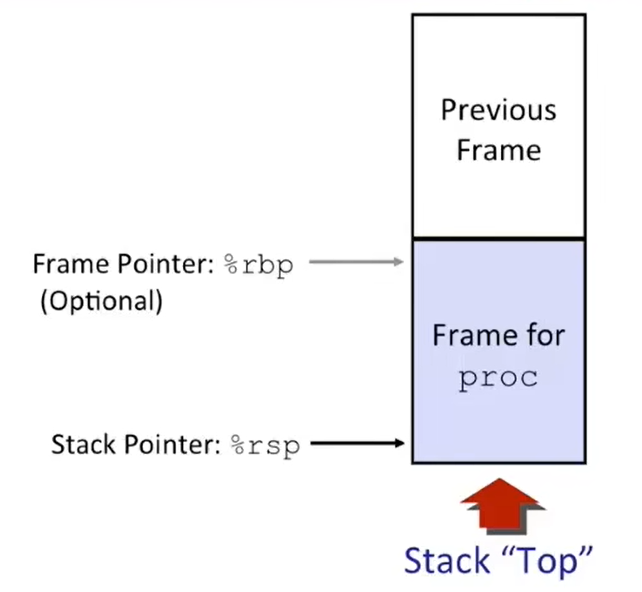 Previous
Frame
Frame Pointer: %rbp
(Optional)
Frame for
proc
Stack Pointer: %rsp
Stack “Top”